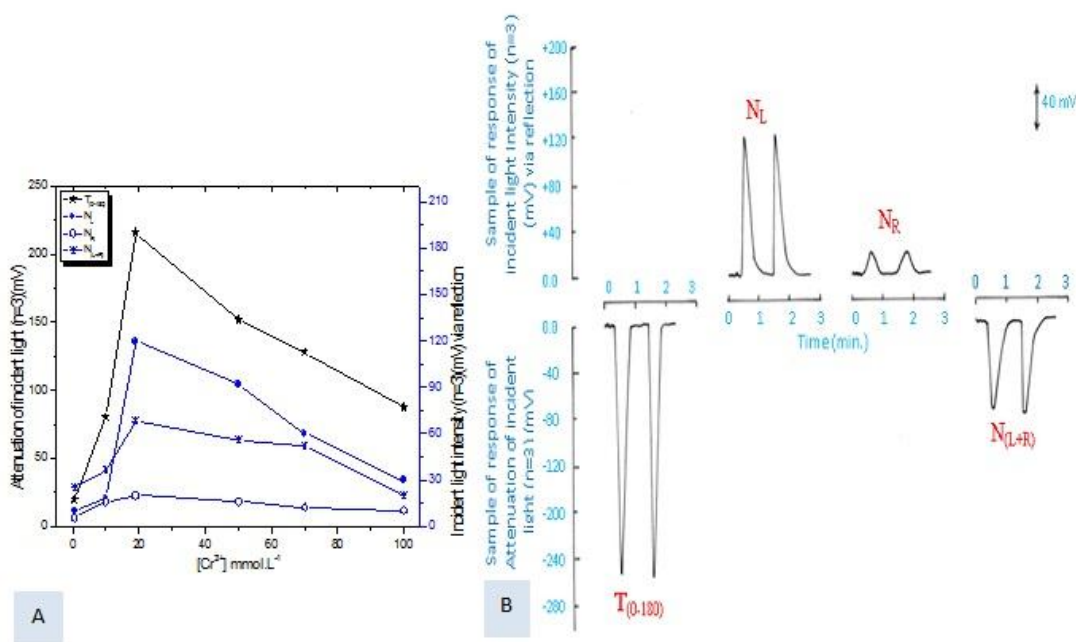 Attenuation of incident light (n=3)(mV)
250
200
150
100
50
0
T(0-180)
NL
NR
N(L+R)
210
180
150
120
90
60
30
0
Incident light intensity (n=3)(mV) via reflection
0
20
40
60
80
100
[Cr²⁺] mmol.L⁻¹
A
B
Sample of response of
incident light Intensity (n=3)
(mV) via reflection
+200
+160
+120
+80
+40
0.0
NL
NR
40 mV
0 1 2 3
0 1 2 3
0 1 2 3
0 1 2 3
Time (min.)
Sample of response of
Attenuation of incident
light (n=3) (mV)
0.0
-40
-80
-120
-160
-200
-240
-280
T(0-180)
N(L+R)